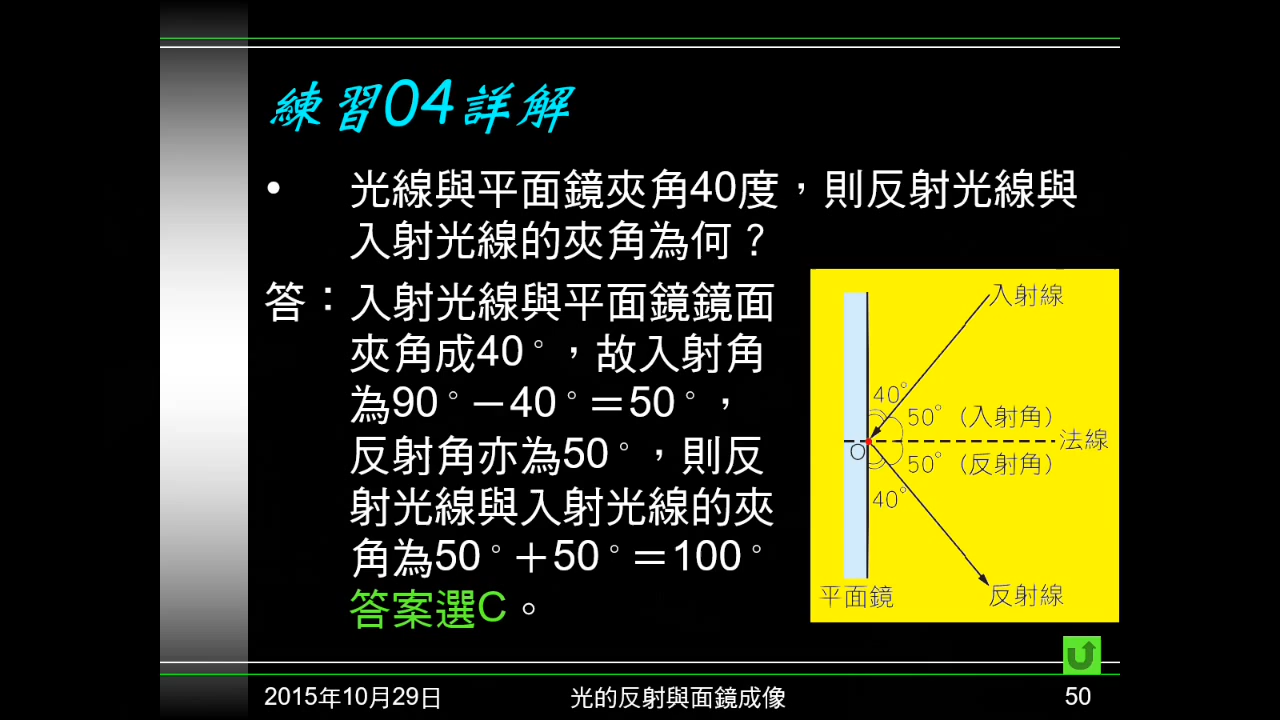 練習04詳解
• 光線與平面鏡夾角40度，則反射光線與
入射光線的夾角為何？
答：入射光線與平面鏡鏡面
夾角成40°，故入射角
為90°－40°＝50°，
反射角亦為50°，則反
射光線與入射光線的夾
角為50°＋50°＝100°
答案選C。
入射線
40°
50°（入射角）
法線
O
50°（反射角）
40°
平面鏡
反射線
2015年10月29日
光的反射與面鏡成像
50